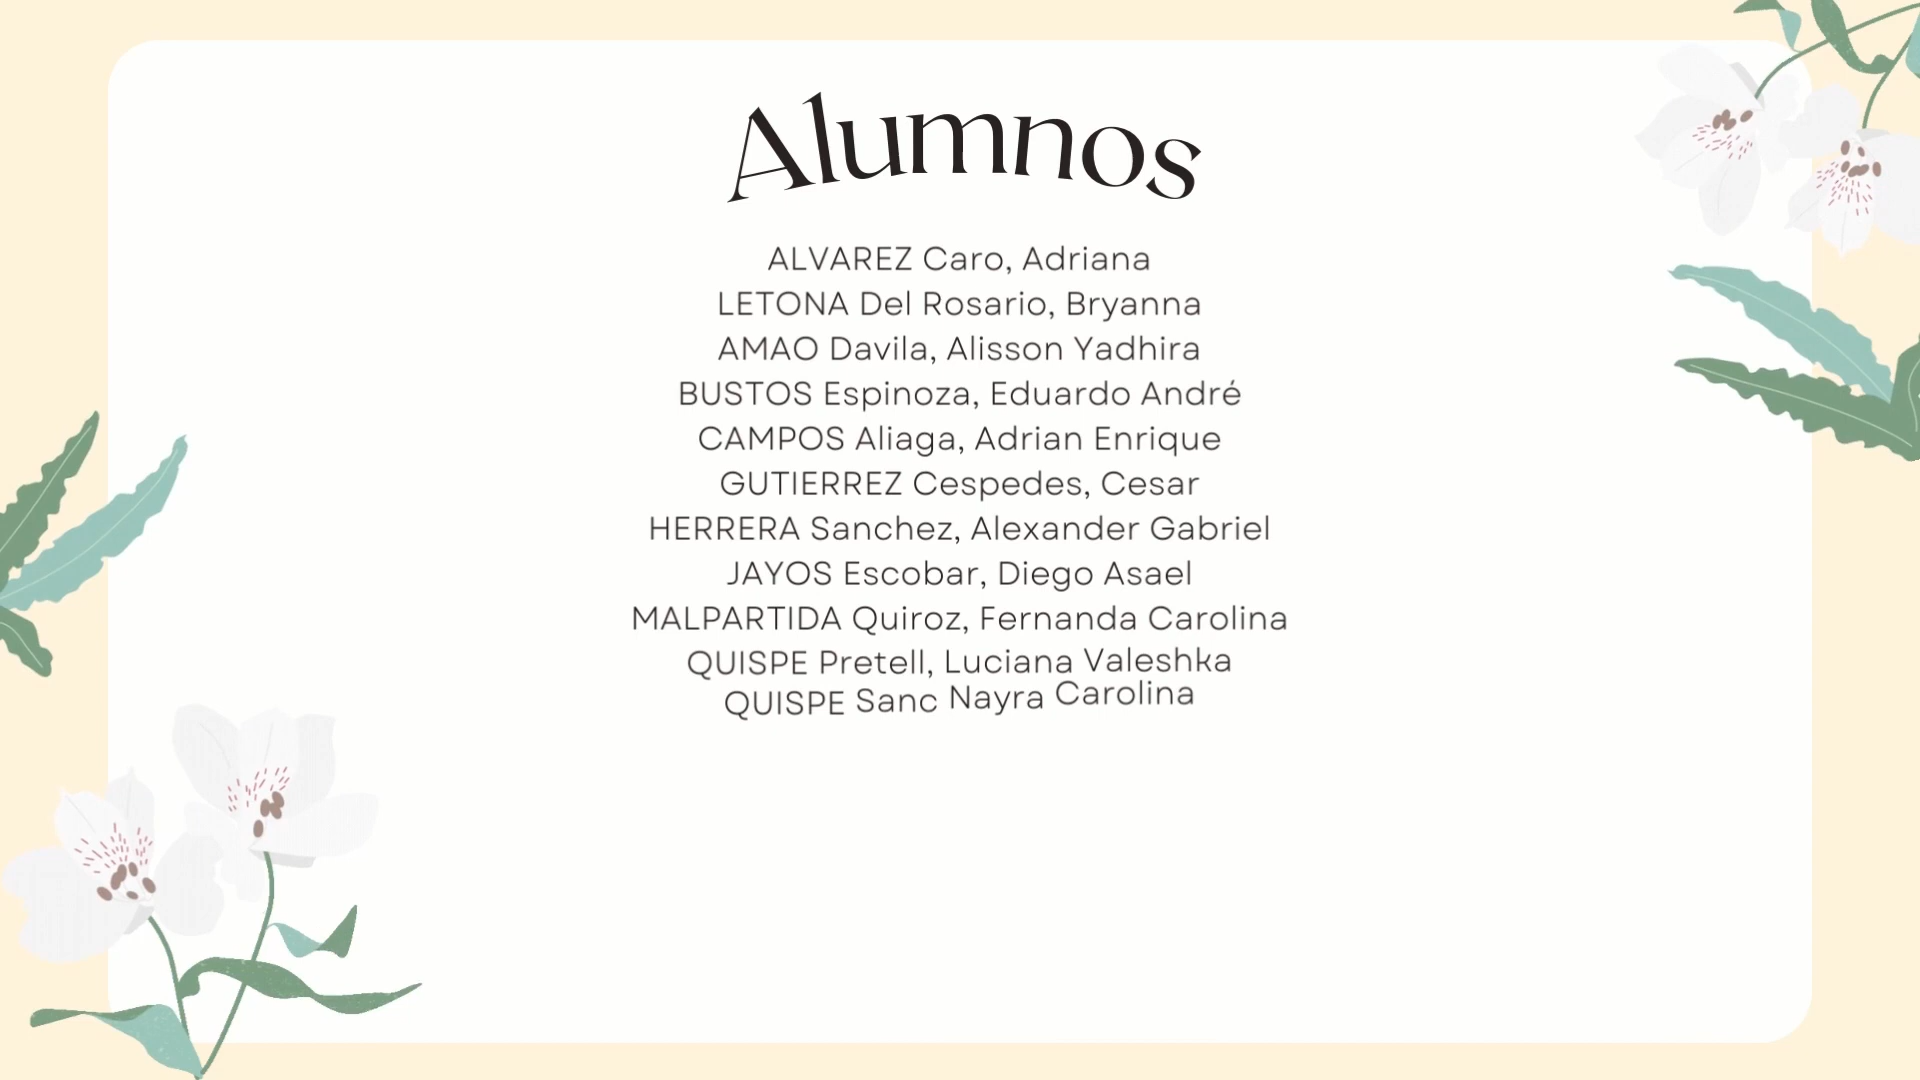 Alumnos
ALVAREZ Caro, Adriana
LETONA Del Rosario, Bryanna
AMAO Davila, Alisson Yadhira
BUSTOS Espinoza, Eduardo André
CAMPOS Aliaga, Adrian Enrique
GUTIERREZ Cespedes, Cesar
HERRERA Sanchez, Alexander Gabriel
JAYOS Escobar, Diego Asael
MALPARTIDA Quiroz, Fernanda Carolina
QUISPE Pretell, Luciana Valeshka
QUISPE Sanc Nayra Carolina